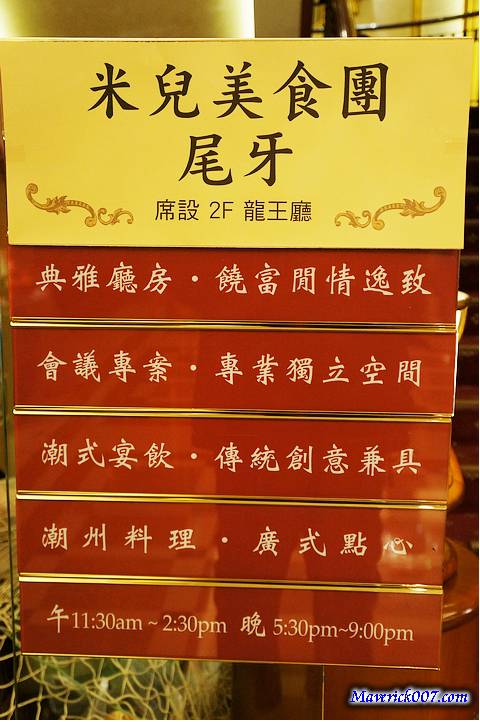 米兒美食團
尾牙
席設 2F 龍王廳
典雅廳房・饒富閒情逸致
會議專案・專業獨立空間
潮式宴飲・傳統創意兼具
潮州料理・廣式點心
午11:30am ~ 2:30pm 晚 5:30pm~9:00pm
Maverick007.com